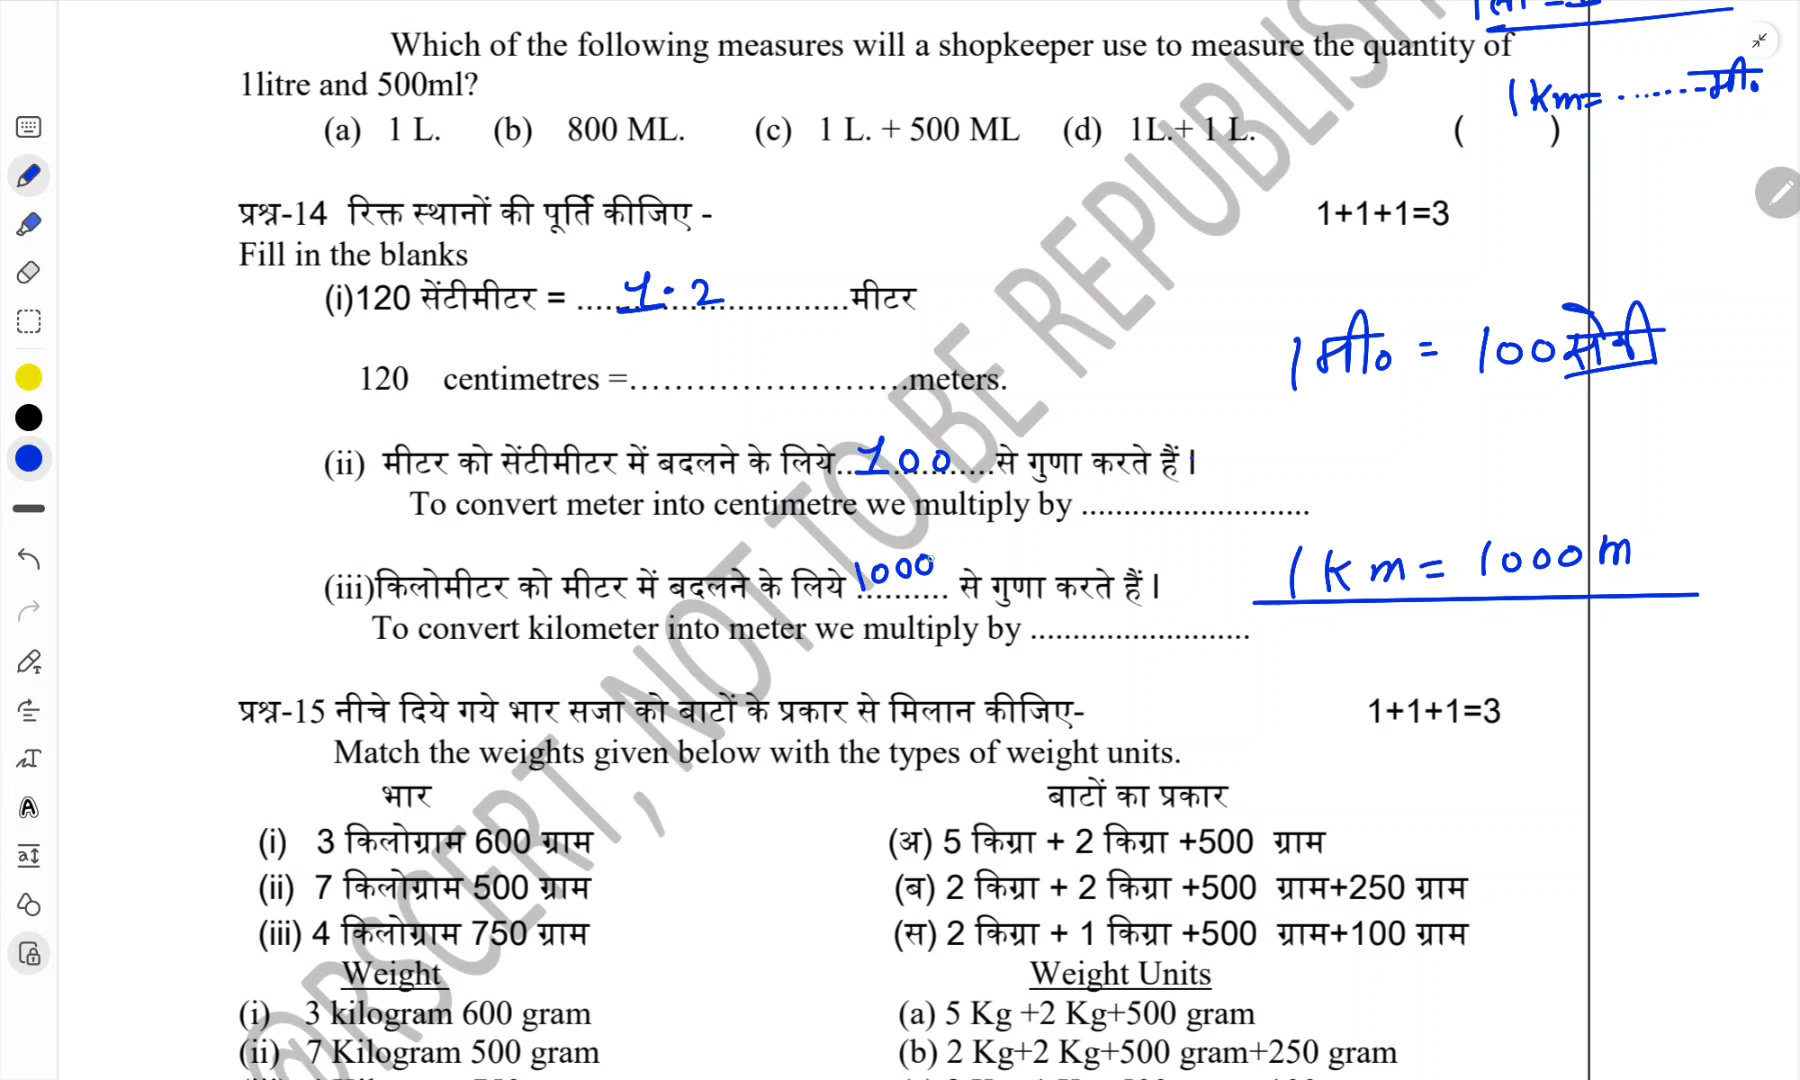 Which of the following measures will a shopkeeper use to measure the quantity of
1litre and 500ml?
1 km= ....... मी०
(a) 1 L. (b) 800 ML. (c) 1 L. + 500 ML (d) 1L.+ 1 L. ( )
प्रश्न-14 रिक्त स्थानों की पूर्ति कीजिए - 1+1+1=3
Fill in the blanks
(i)120 सेंटीमीटर = ....1.2............मीटर
1 मी० = 100 सेमी
120 centimetres =.........................meters.
(ii) मीटर को सेंटीमीटर में बदलने के लिये..100....से गुणा करते हैं।
To convert meter into centimetre we multiply by ...........................
(iii)किलोमीटर को मीटर में बदलने के लिये 1000 .......... से गुणा करते हैं।
1 km = 1000 m
To convert kilometer into meter we multiply by ..........................
प्रश्न-15 नीचे दिये गये भार सजा को बाटों के प्रकार से मिलान कीजिए- 1+1+1=3
Match the weights given below with the types of weight units.
भार बाटों का प्रकार
(i) 3 किलोग्राम 600 ग्राम (अ) 5 किग्रा + 2 किग्रा +500 ग्राम
(ii) 7 किलोग्राम 500 ग्राम (ब) 2 किग्रा + 2 किग्रा +500 ग्राम+250 ग्राम
(iii) 4 किलोग्राम 750 ग्राम (स) 2 किग्रा + 1 किग्रा +500 ग्राम+100 ग्राम
Weight Weight Units
(i) 3 kilogram 600 gram (a) 5 Kg +2 Kg+500 gram
(ii) 7 Kilogram 500 gram (b) 2 Kg+2 Kg+500 gram+250 gram
@RSCERT, NOT TO BE REPUBLISH